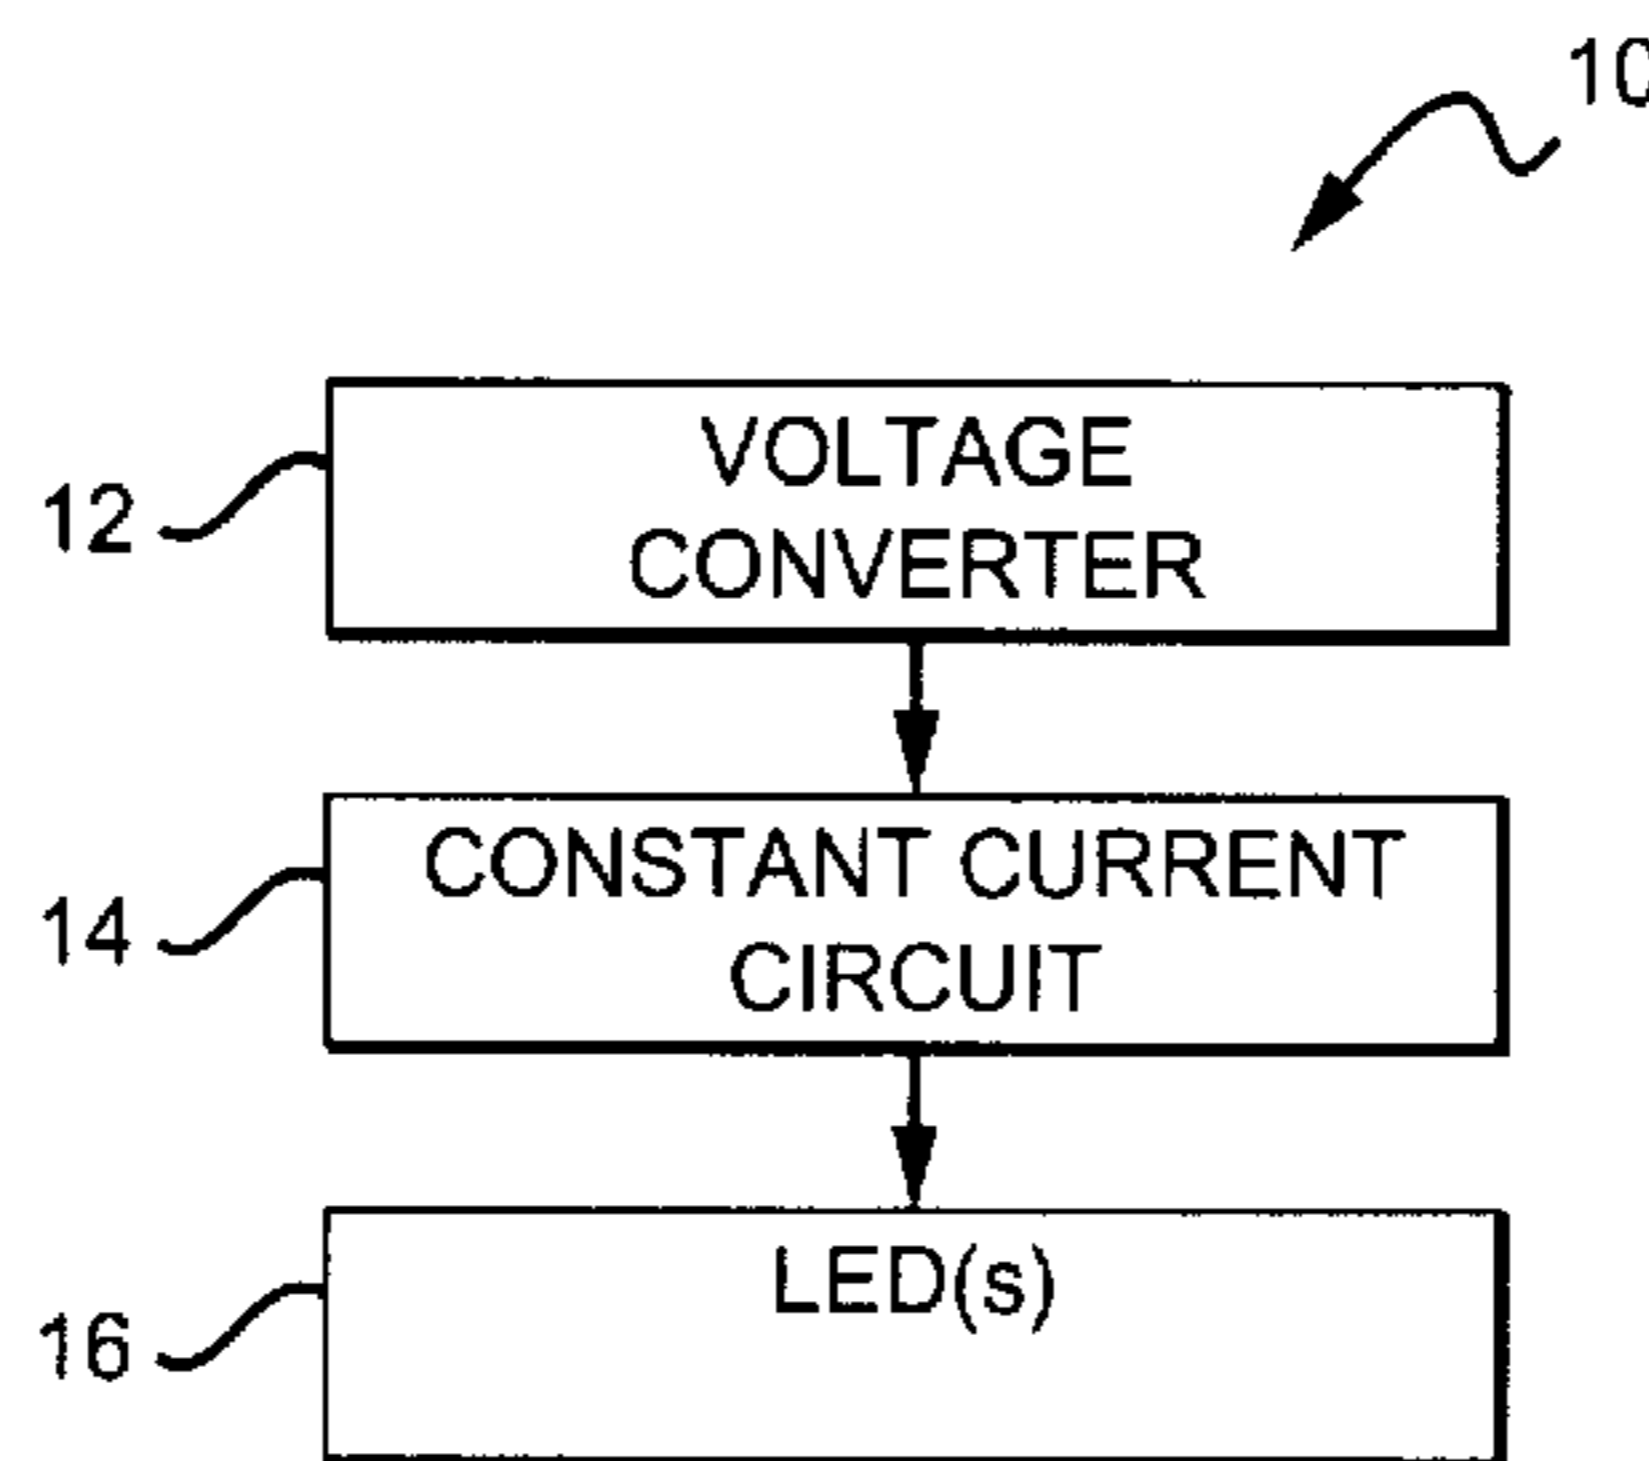 10
12
VOLTAGE
CONVERTER
14
CONSTANT CURRENT
CIRCUIT
16
LED(s)